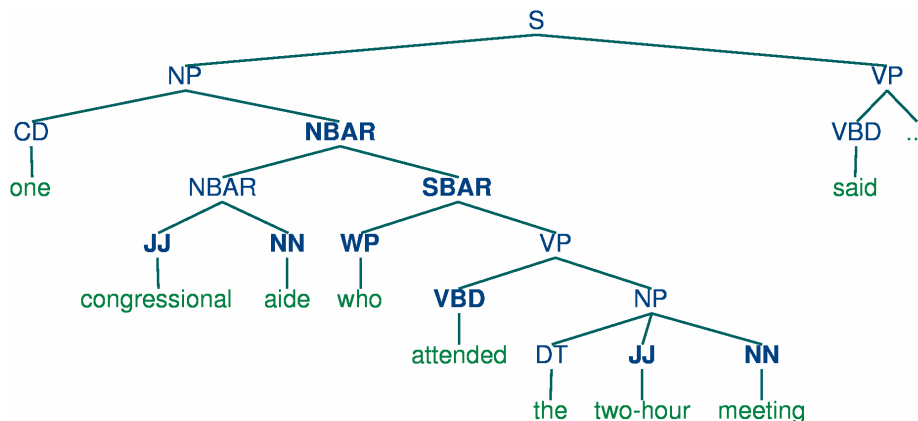 S
NP VP
CD NBAR VBD ..
one NBAR SBAR said
JJ NN WP VP
congressional aide who VBD NP
attended DT JJ NN
the two-hour meeting